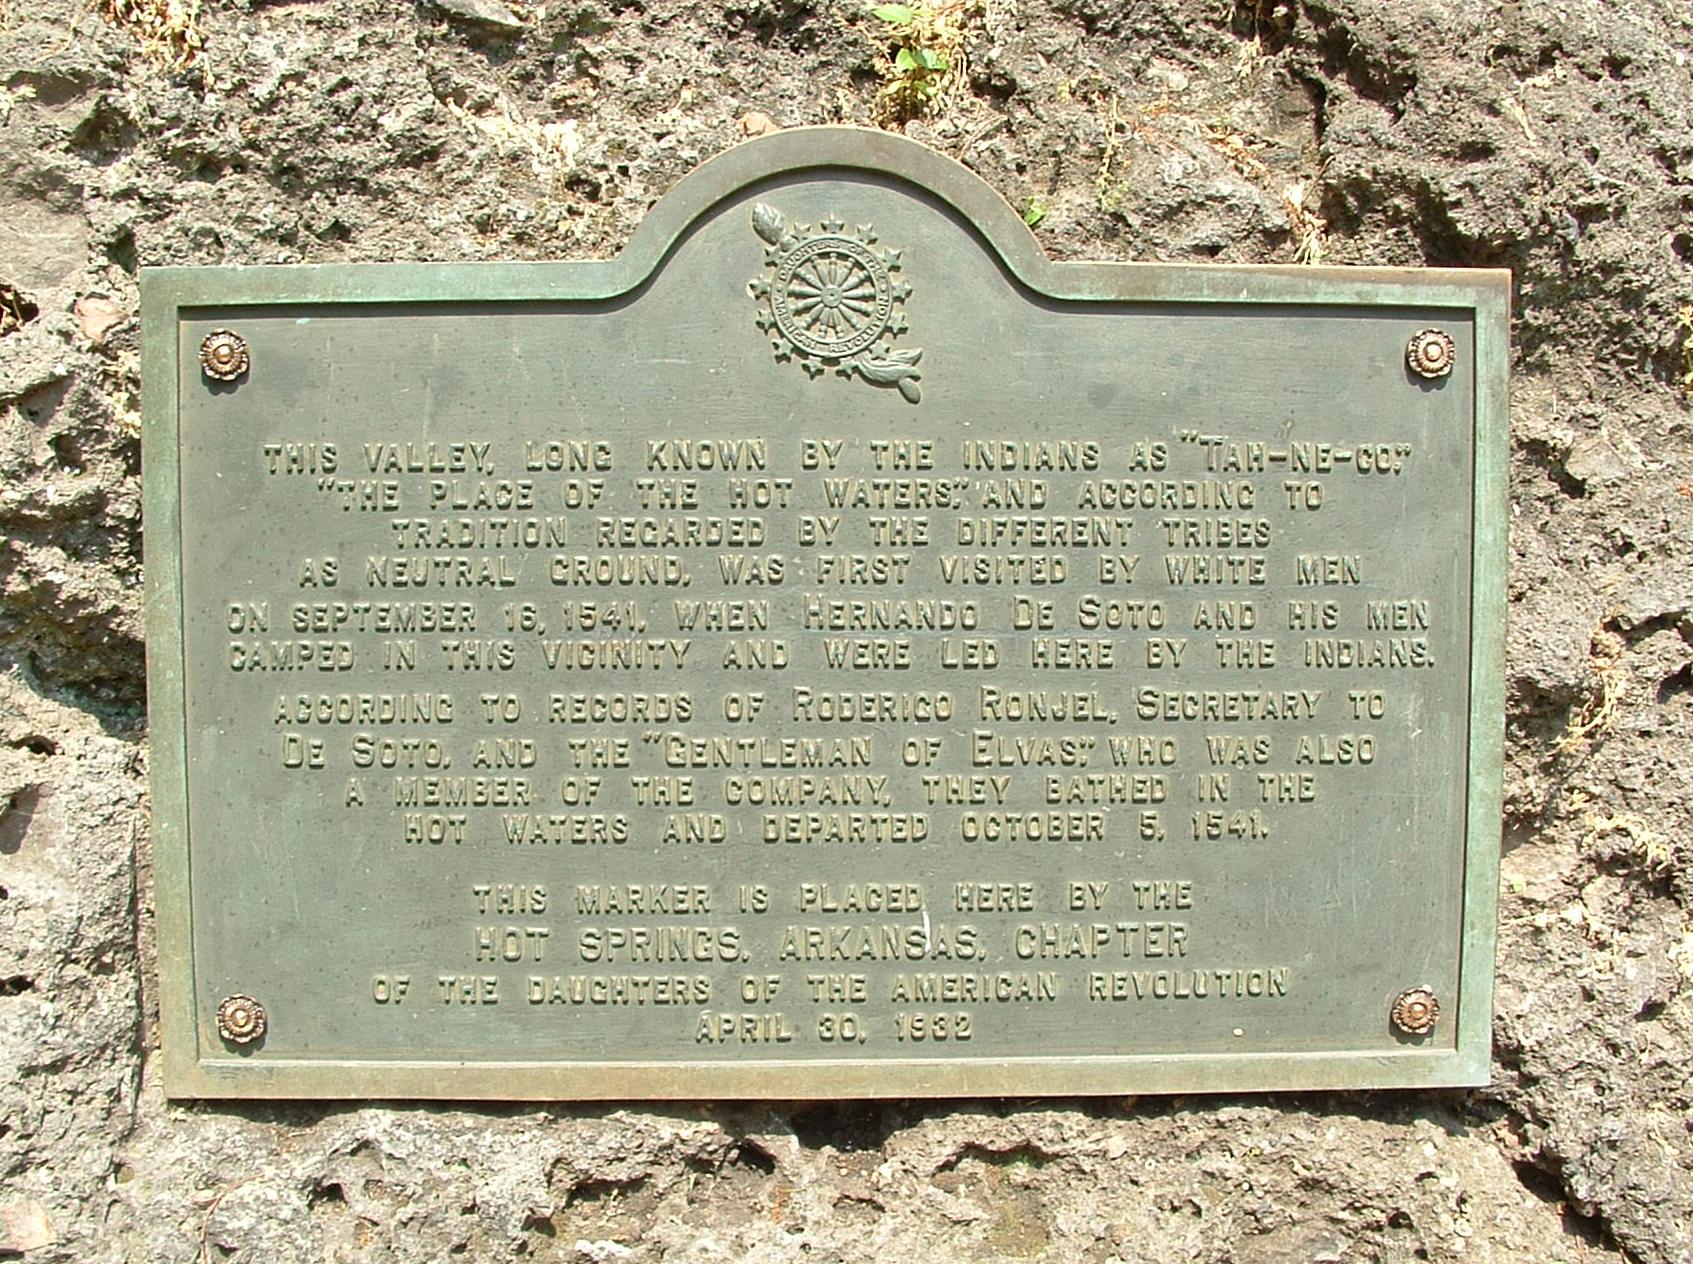 THIS VALLEY, LONG KNOWN BY THE INDIANS AS "TAH-NE-CO,"
"THE PLACE OF THE HOT WATERS," AND ACCORDING TO
TRADITION REGARDED BY THE DIFFERENT TRIBES
AS NEUTRAL GROUND, WAS FIRST VISITED BY WHITE MEN
ON SEPTEMBER 16, 1541, WHEN HERNANDO DE SOTO AND HIS MEN
CAMPED IN THIS VICINITY AND WERE LED HERE BY THE INDIANS.
ACCORDING TO RECORDS OF RODERIGO RONJEL, SECRETARY TO
DE SOTO, AND THE "GENTLEMAN OF ELVAS," WHO WAS ALSO
A MEMBER OF THE COMPANY, THEY BATHED IN THE
HOT WATERS AND DEPARTED OCTOBER 5, 1541.
THIS MARKER IS PLACED HERE BY THE
HOT SPRINGS, ARKANSAS, CHAPTER
OF THE DAUGHTERS OF THE AMERICAN REVOLUTION
APRIL 30, 1932